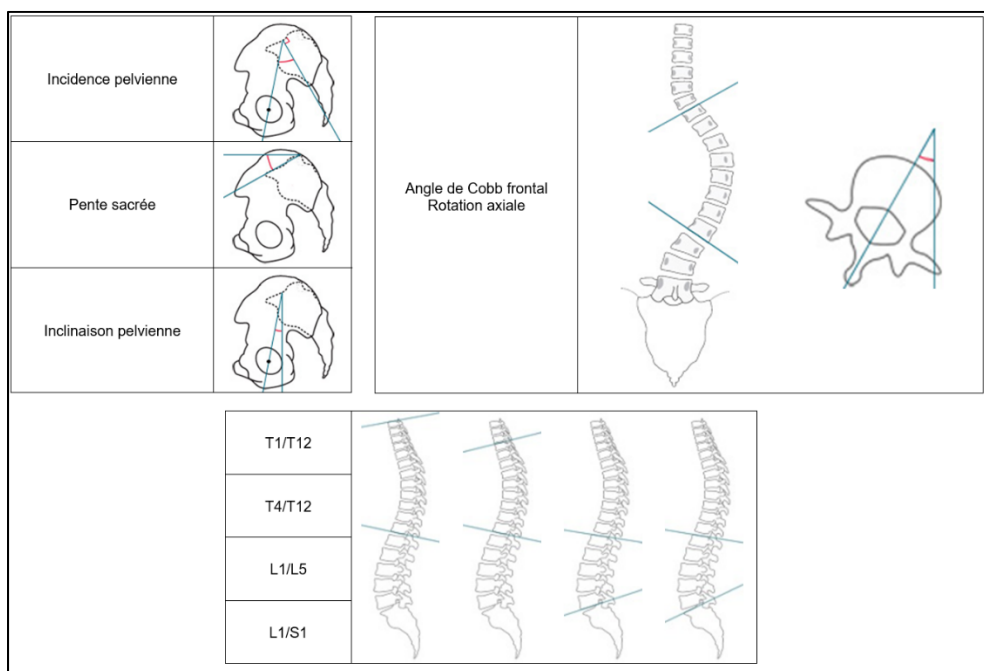 Incidence pelvienne
Pente sacrée
Inclinaison pelvienne
Angle de Cobb frontal
Rotation axiale
T1/T12
T4/T12
L1/L5
L1/S1